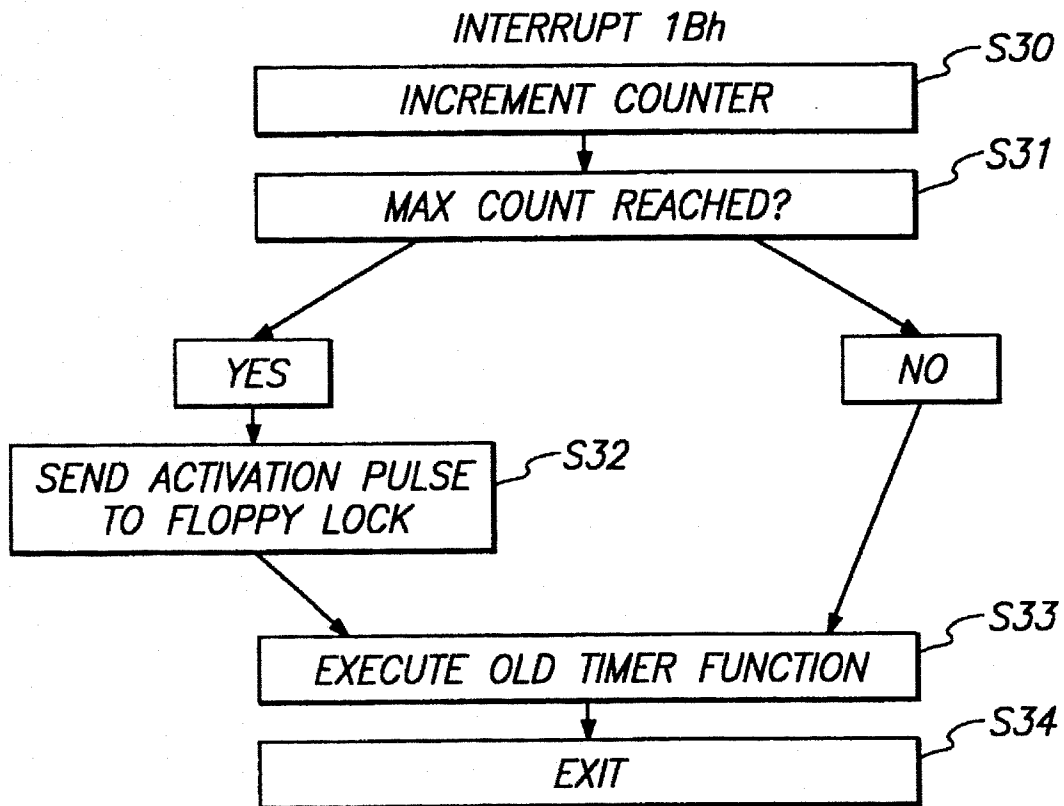 INTERRUPT 1Bh
S30
INCREMENT COUNTER
S31
MAX COUNT REACHED?
YES
NO
S32
SEND ACTIVATION PULSE
TO FLOPPY LOCK
S33
EXECUTE OLD TIMER FUNCTION
S34
EXIT